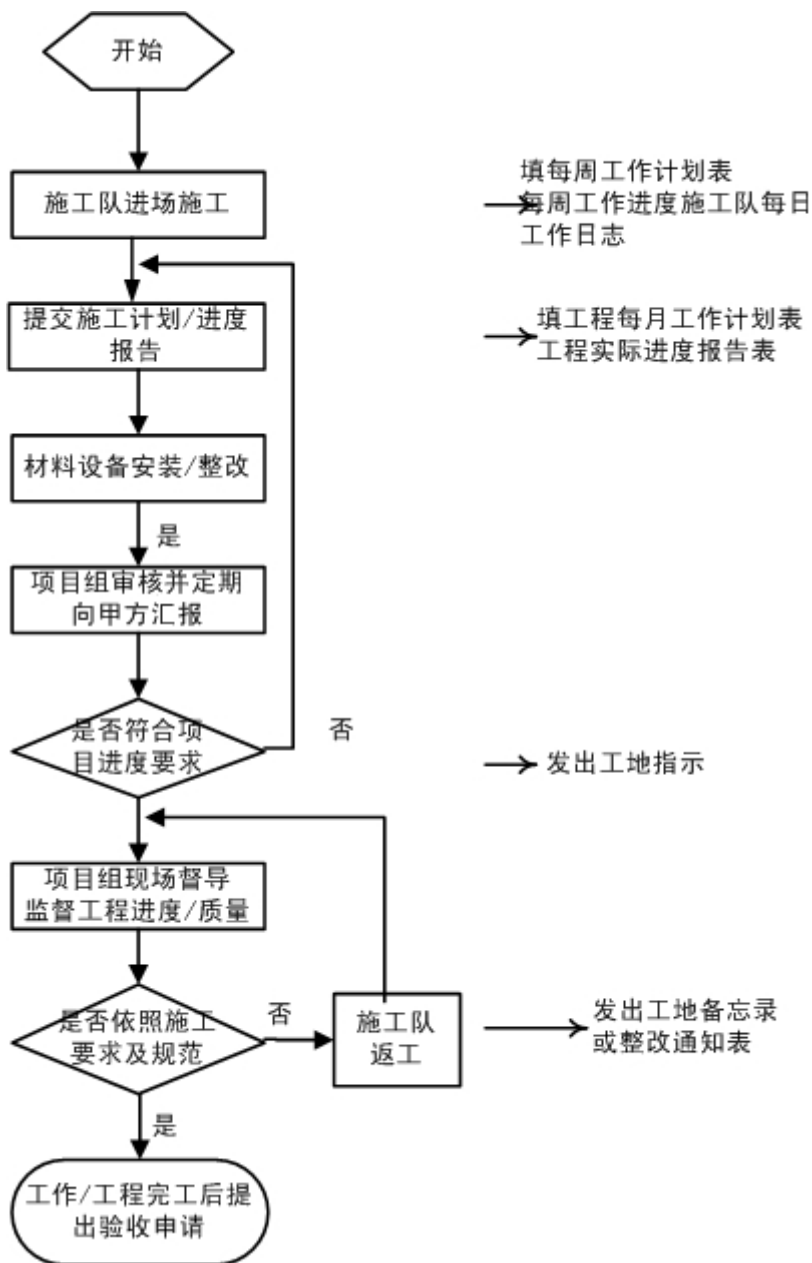 开始
施工队进场施工
填每周工作计划表
每周工作进度施工队每日
工作日志
提交施工计划/进度
报告
填工程每月工作计划表
工程实际进度报告表
材料设备安装/整改
是
项目组审核并定期
向甲方汇报
是否符合项
目进度要求
否
发出工地指示
项目组现场督导
监督工程进度/质量
是否依照施工
要求及规范
否
施工队
返工
发出工地备忘录
或整改通知表
是
工作/工程完工后提
出验收申请